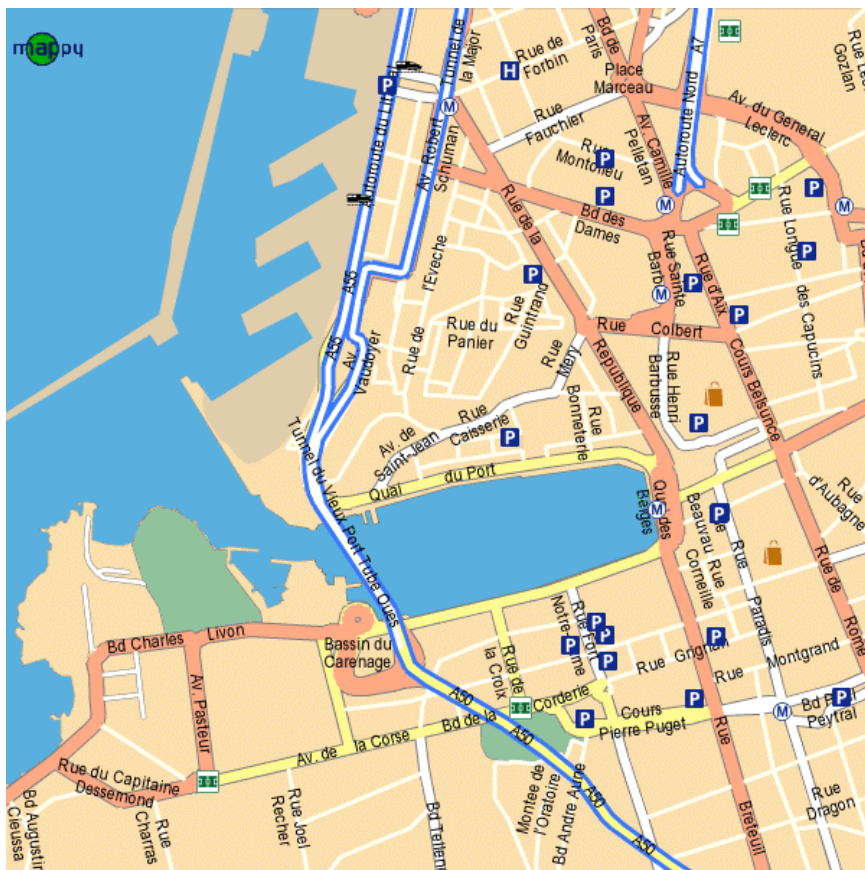 mappy
Tunnel de
la Major
Bd de
Paris
A7
Rue de
Forbin
H
Place
Marceau
P
Autoroute du Littoral
M
Rue
Fauchier
Autoroute Nord
Av. du General
Leclerc
Av. Robert
Schuman
Rue
Montolieu
P
Av. Camille
Pelletan
P
P
M
M
Bd des
Dames
Rue de la
Republique
l'Eveche
Rue de
Rue Longue
des Capucins
P
P
P
Rue Sainte
Barbe
M
Rue d'Aix
P
A55
A55
Av.
Vaudoyer
Rue du
Panier
Rue
Guintrand
Rue
Mery
Rue Colbert
Rue Henri
Barbusse
Cours Belsunce
Av. de
Saint-Jean
Rue
Caisserie
P
Rue
Bonneterie
P
Quai du Port
Tunnel du Vieux Port Tube Oues
Quai des
Belges
M
P
Rue
d'Aubagne
Beauvau
Rue
Corneille
Rue
Paradis
Rue de
Rome
Bd Charles Livon
Bassin du
Carenage
Rue de
la Croix
Notre-Dame
Rue Fort
P
P
P
P
P
Rue Grignan
Rue Montgrand
Av. Pasteur
A50
Bd de la Corderie
P
Cours
Pierre Puget
P
M
P
Bd Paul
Peytral
Av. de la Corse
A50
Rue du Capitaine
Dessemond
Rue
Breteuil
Montee de
l'Oratoire
Bd Andre Aune
A50
Rue
Dragon
Bd Augustin
Cieussa
Rue
Charras
Rue Joel
Recher
Bd Tellene
A50